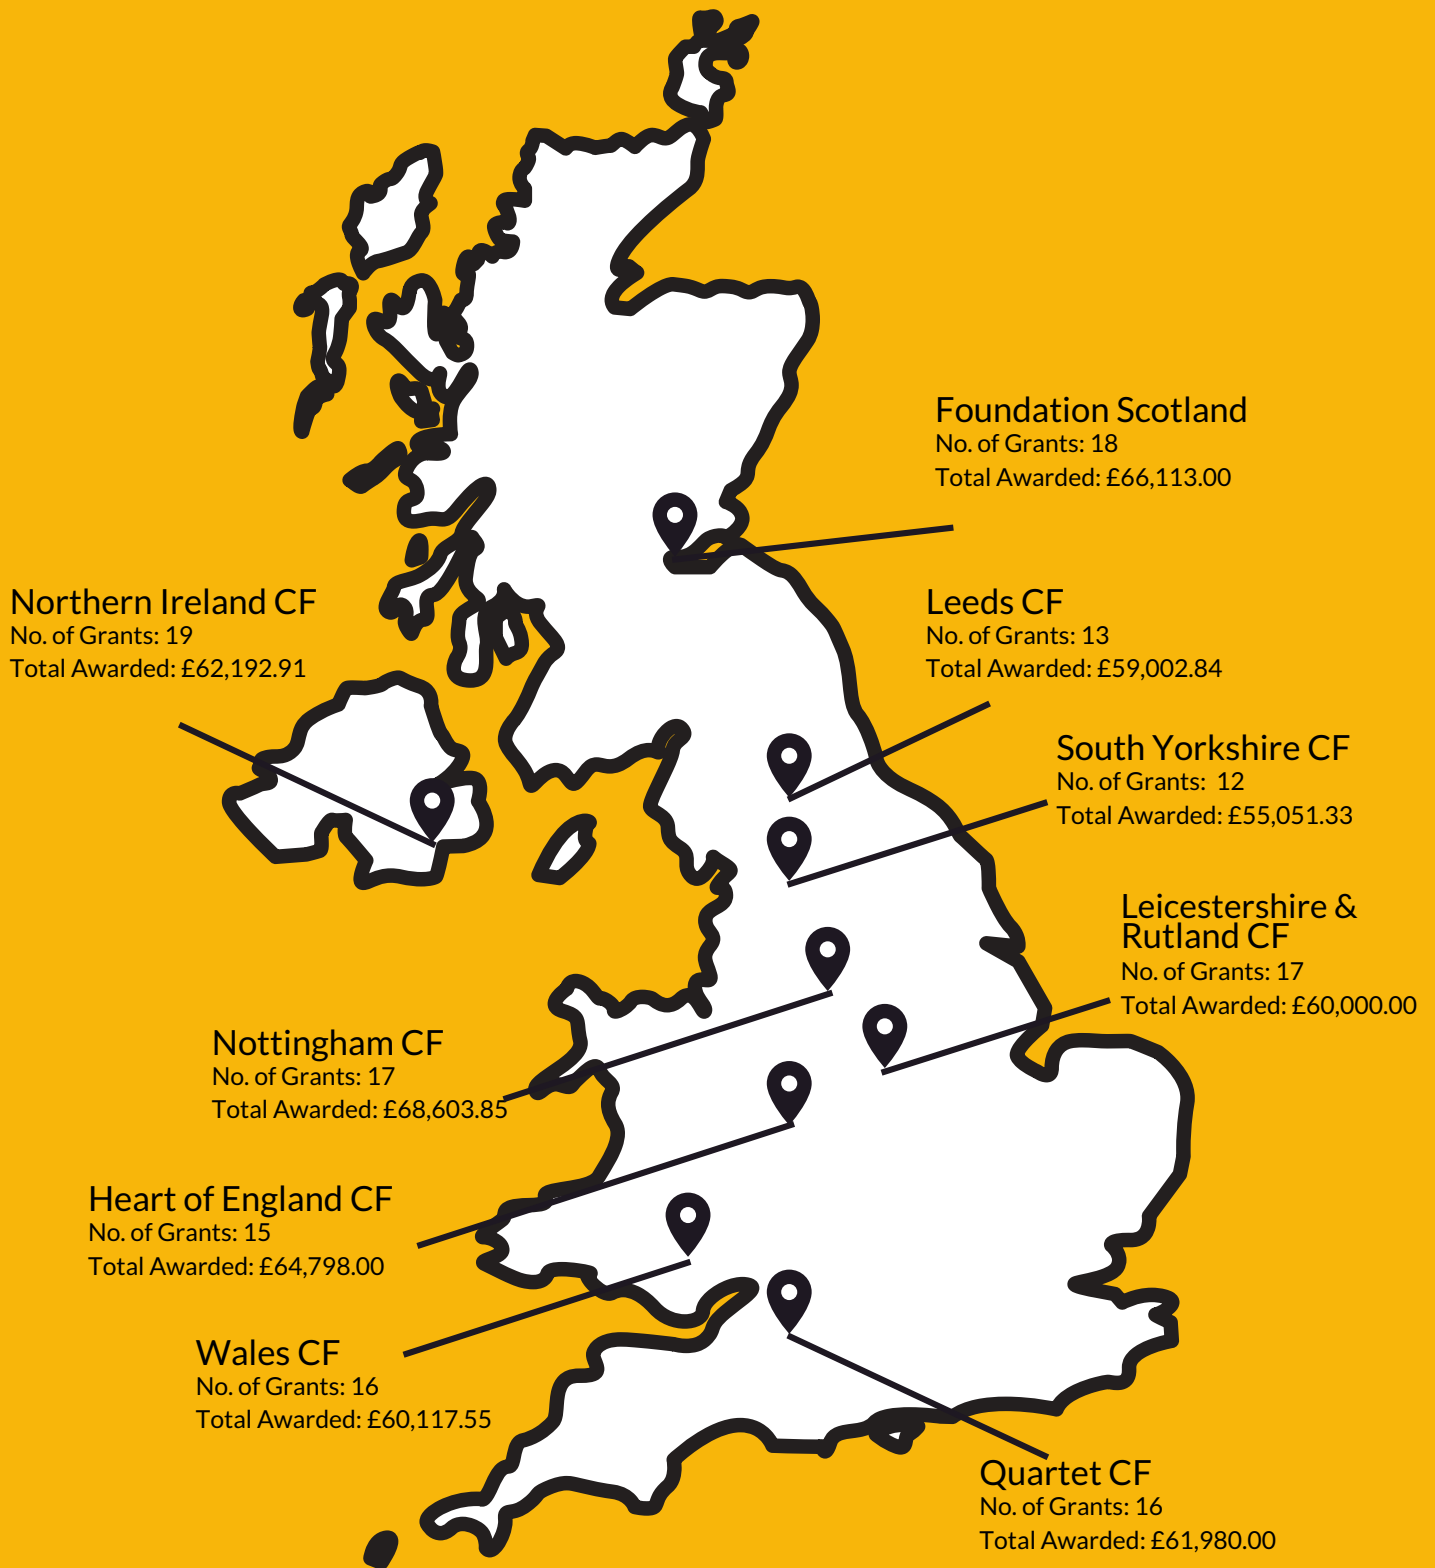 Foundation Scotland
No. of Grants: 18
Total Awarded: £66,113.00
Northern Ireland CF
No. of Grants: 19
Total Awarded: £62,192.91
Leeds CF
No. of Grants: 13
Total Awarded: £59,002.84
South Yorkshire CF
No. of Grants: 12
Total Awarded: £55,051.33
Leicestershire &
Rutland CF
No. of Grants: 17
Total Awarded: £60,000.00
Nottingham CF
No. of Grants: 17
Total Awarded: £68,603.85
Heart of England CF
No. of Grants: 15
Total Awarded: £64,798.00
Wales CF
No. of Grants: 16
Total Awarded: £60,117.55
Quartet CF
No. of Grants: 16
Total Awarded: £61,980.00